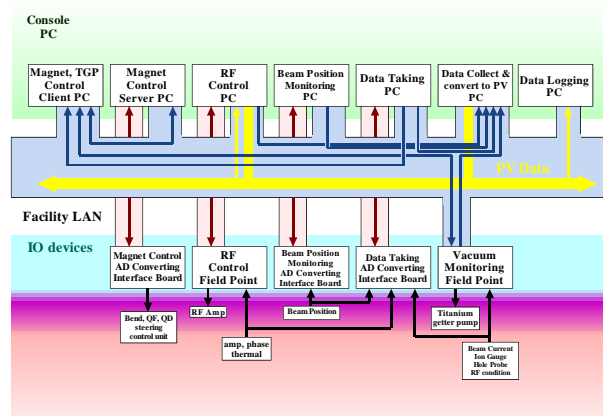 Console
PC
Magnet, TGP
Control
Client PC
Magnet
Control
Server PC
RF
Control
PC
Beam Position
Monitoring
PC
Data Taking
PC
Data Collect &
convert to PV
PC
Data Logging
PC
PV Data
Facility LAN
IO devices
Magnet Control
AD Converting
Interface Board
RF
Control
Field Point
Beam Position
Monitoring
AD Converting
Interface Board
Data Taking
AD Converting
Interface Board
Vacuum
Monitoring
Field Point
Bend, QF, QD
steering
control unit
RF Amp
amp, phase
thermal
Beam Position
Titanium
getter pump
Beam Current
Ion Gauge
Hole Probe
RF condition